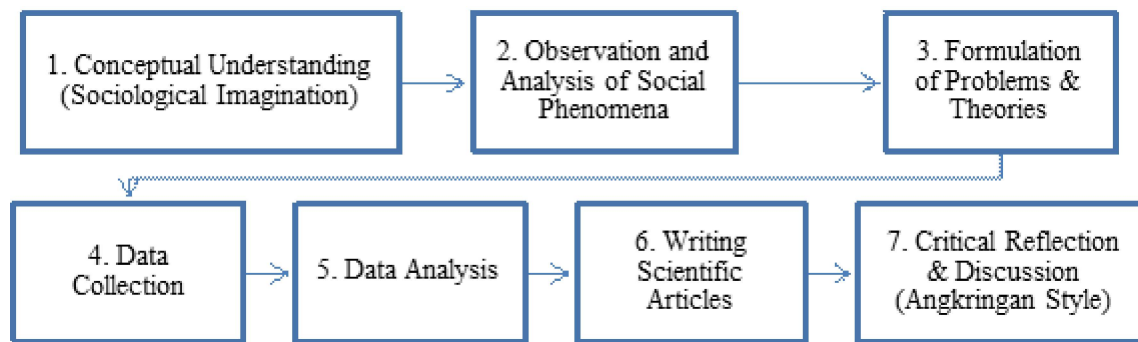 1. Conceptual Understanding
(Sociological Imagination)
2. Observation and
Analysis of Social
Phenomena
3. Formulation
of Problems &
Theories
4. Data
Collection
5. Data Analysis
6. Writing
Scientific
Articles
7. Critical Reflection
& Discussion
(Angkringan Style)